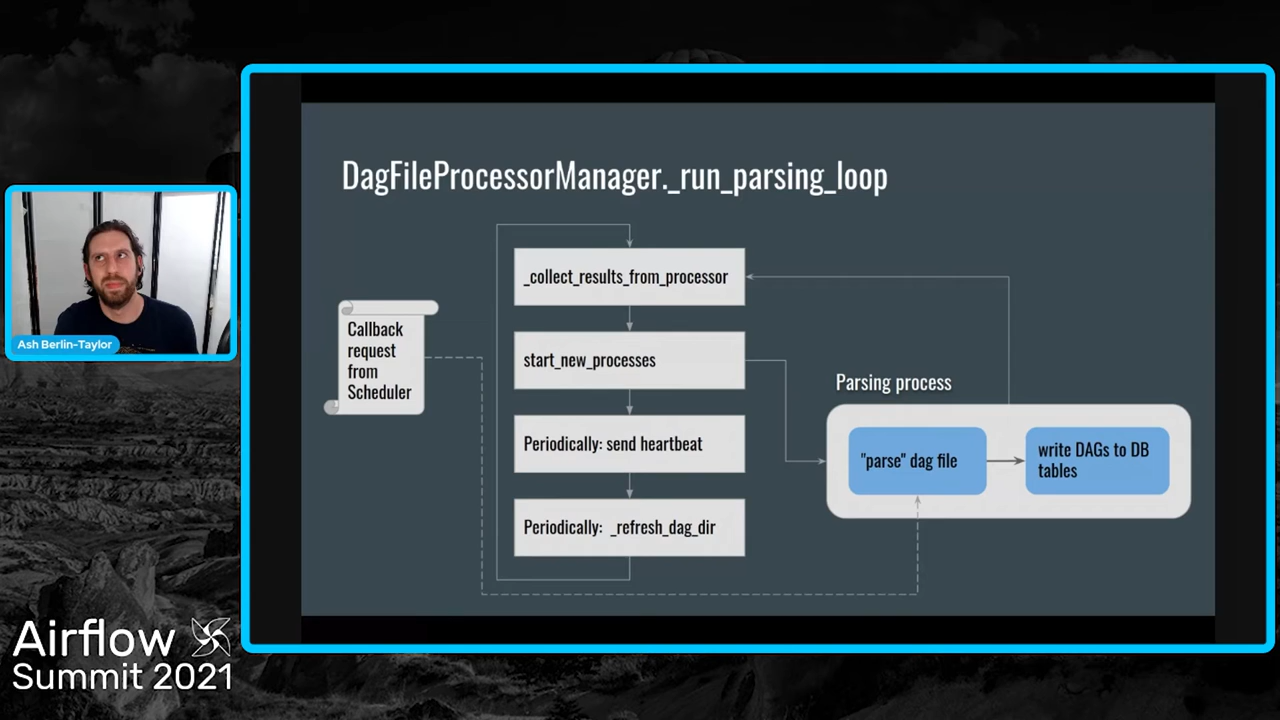 DagFileProcessorManager._run_parsing_loop
_collect_results_from_processor
Callback
request
from
Scheduler
start_new_processes
Periodically: send heartbeat
Periodically: _refresh_dag_dir
Parsing process
"parse" dag file
write DAGs to DB
tables
Ash Berlin-Taylor
Airflow
Summit 2021